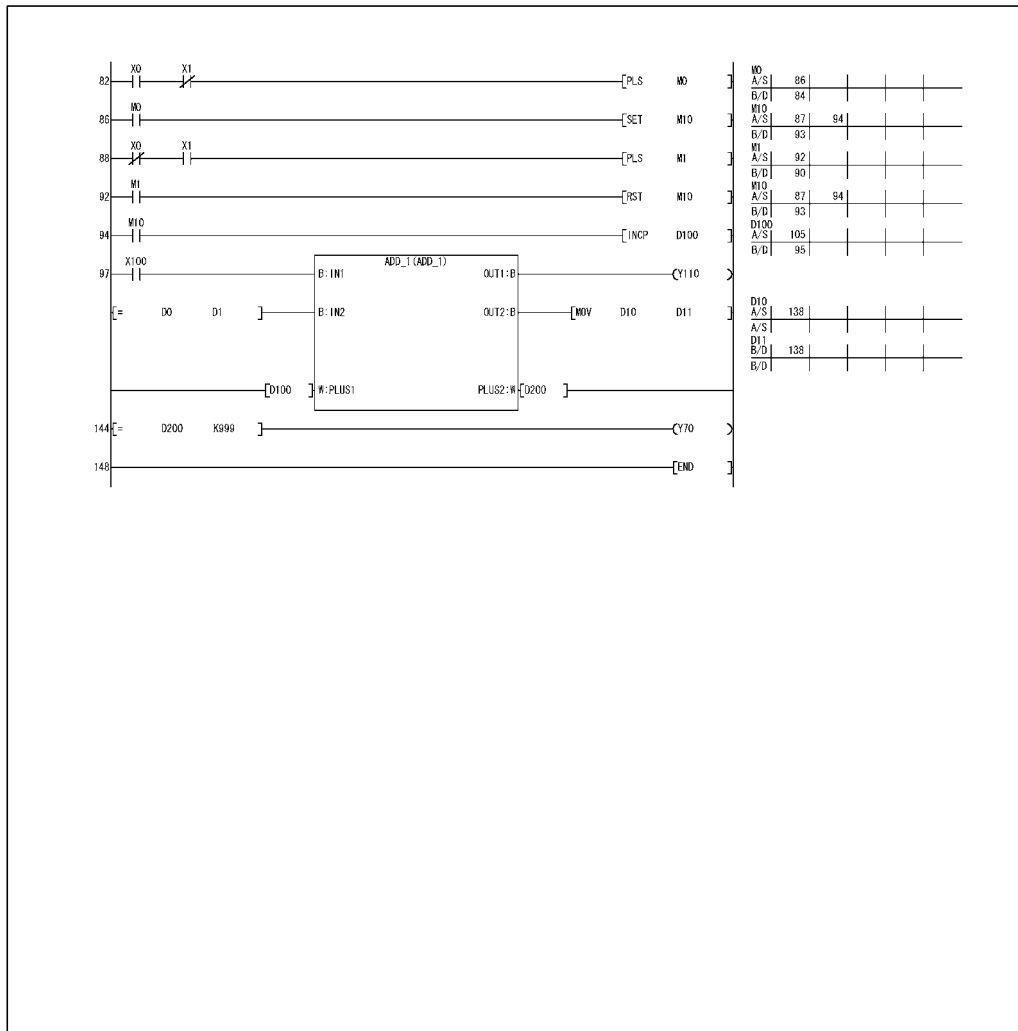 X0 X1
82 [PLS M0 ]
M0
86 [SET M10 ]
X0 X1
88 [PLS M1 ]
M1
92 [RST M10 ]
M10
94 [INCP D100 ]
X100 ADD_1(ADD_1)
97 B:IN1 OUT1:B (Y110 )
[= D0 D1 ] B:IN2 OUT2:B [MOV D10 D11 ]
[D100 ] W:PLUS1 PLUS2:W [D200 ]
144 [= D200 K999 ] (Y70 )
148 [END ]
M0
A/S 86
B/D 84
M10
A/S 87 94
B/D 93
M1
A/S 92
B/D 90
M10
A/S 87 94
B/D 93
D100
A/S 105
B/D 95
D10
A/S 138
A/S
D11
B/D 138
B/D